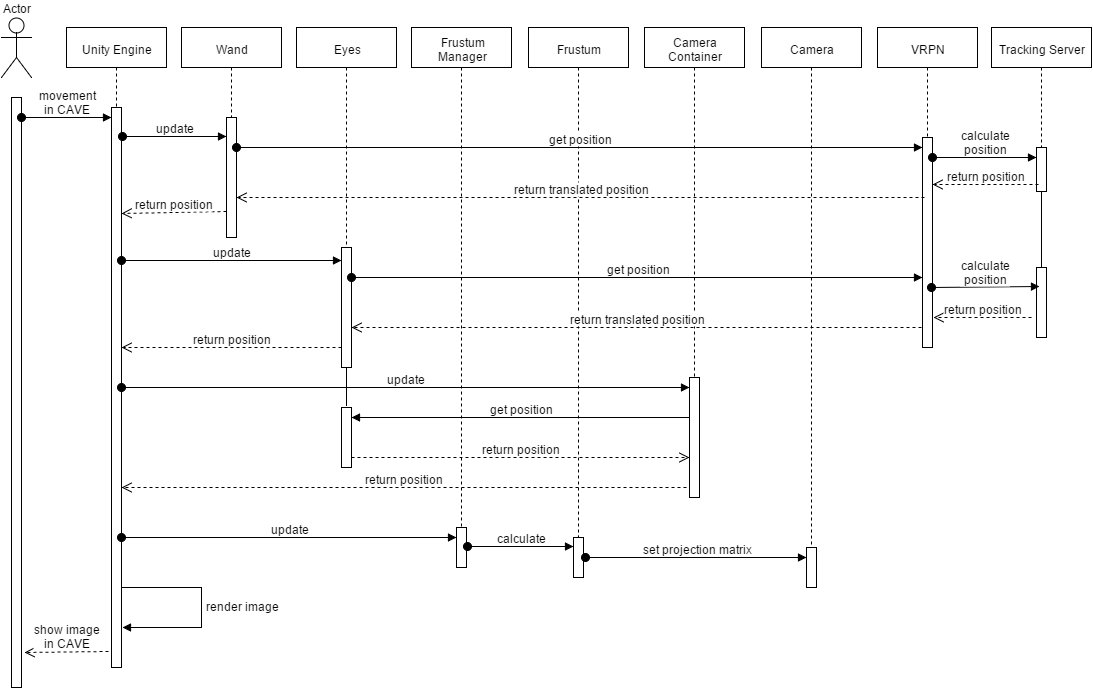 Actor
Unity Engine
Wand
Eyes
Frustum
Manager
Frustum
Camera
Container
Camera
VRPN
Tracking Server
movement
in CAVE
update
get position
calculate
position
return position
return translated position
return position
update
get position
calculate
position
return position
return translated position
return position
update
get position
return position
return position
update
calculate
set projection matrix
render image
show image
in CAVE